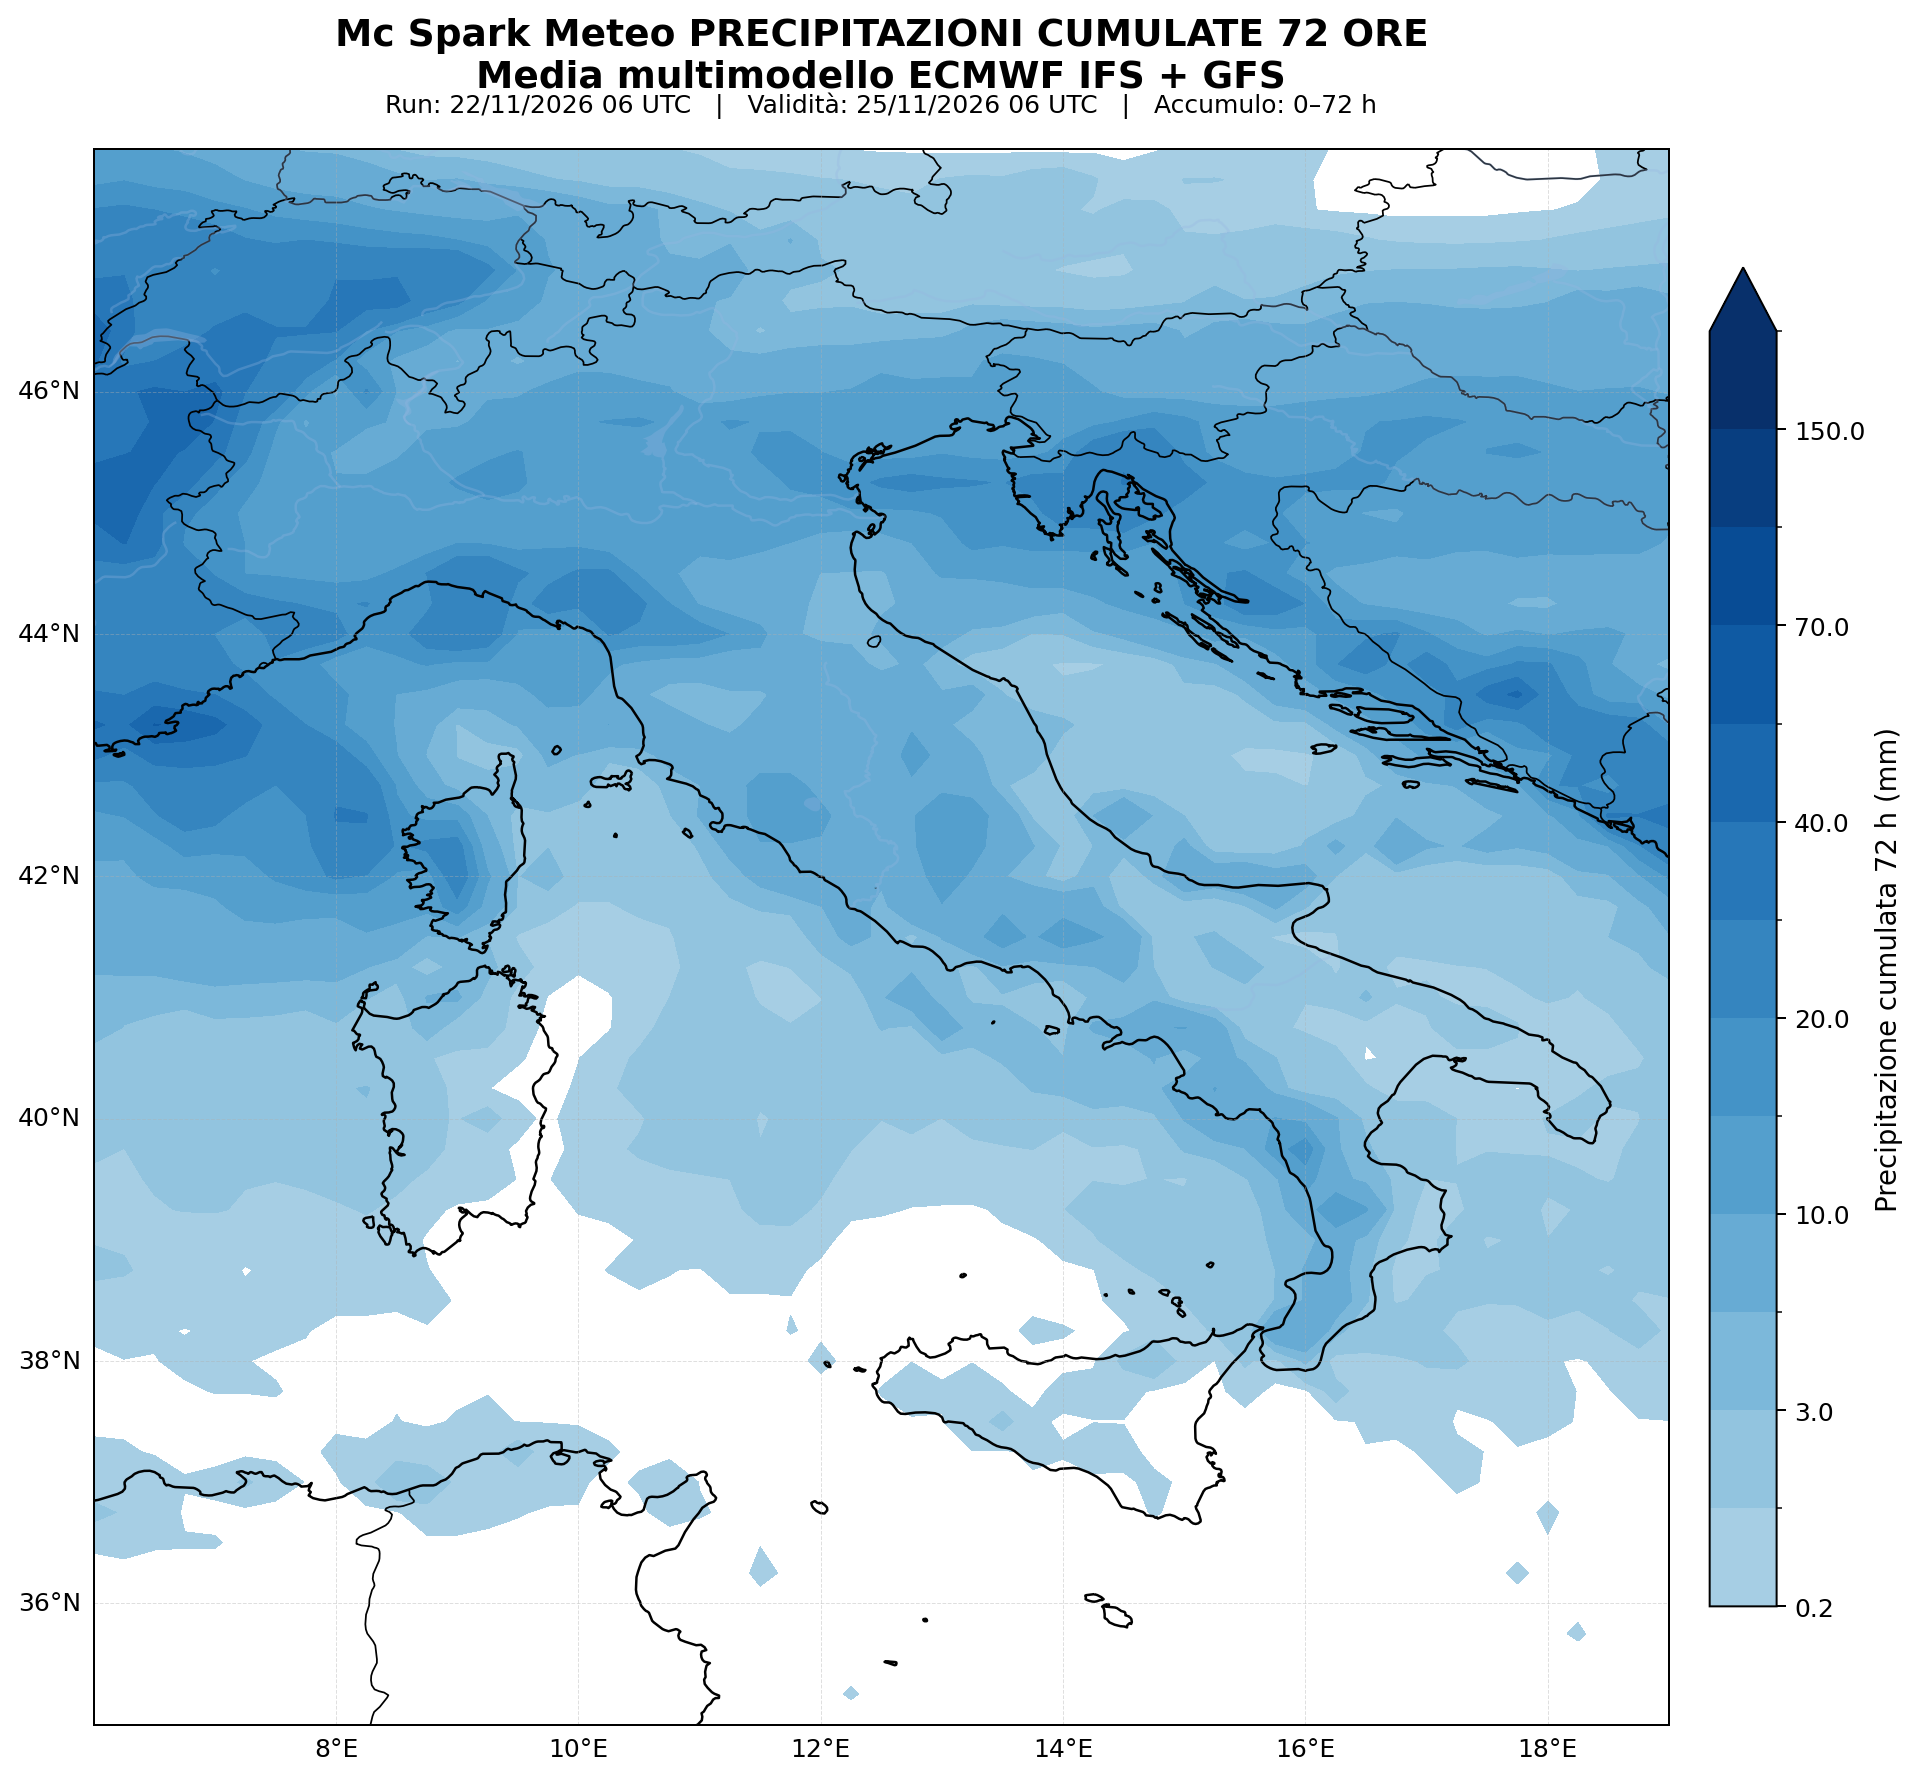 Mc Spark Meteo PRECIPITAZIONI CUMULATE 72 ORE
Media multimodello ECMWF IFS + GFS
Run: 22/11/2026 06 UTC | Validità: 25/11/2026 06 UTC | Accumulo: 0–72 h
46°N
44°N
42°N
40°N
38°N
36°N
8°E
10°E
12°E
14°E
16°E
18°E
150.0
70.0
40.0
20.0
10.0
3.0
0.2
Precipitazione cumulata 72 h (mm)